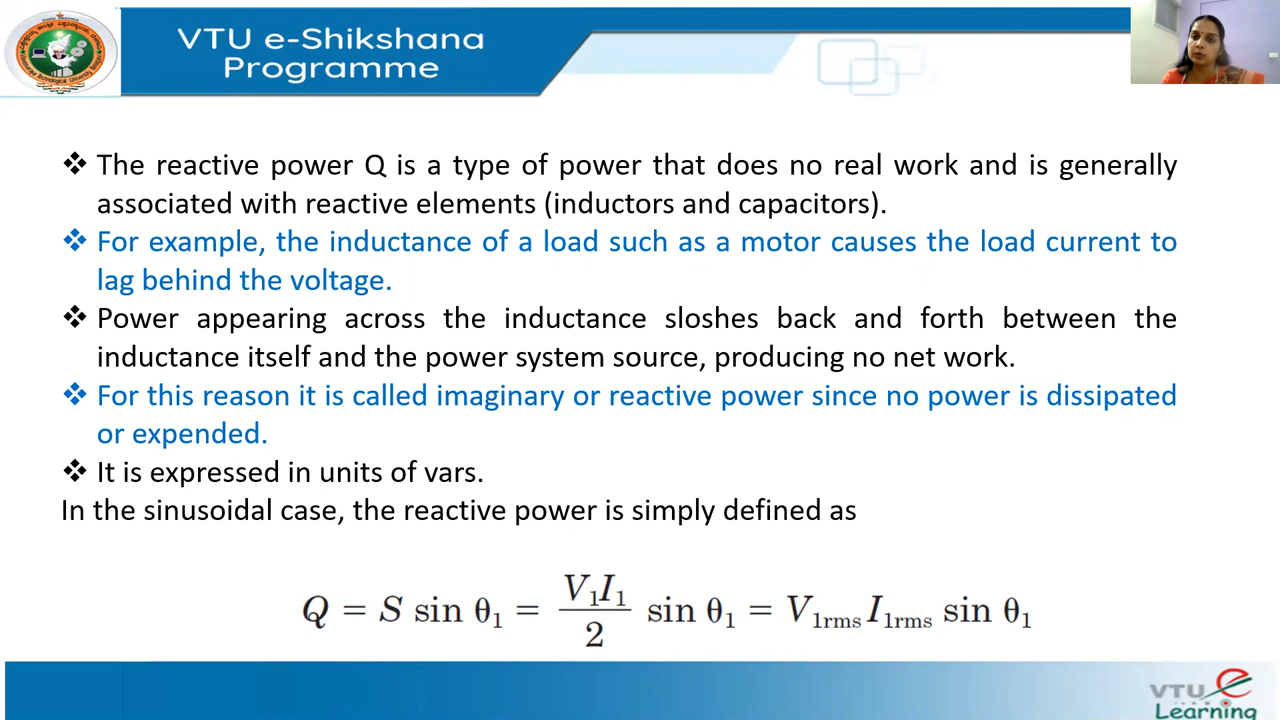 VTU e-Shikshana
Programme
❖ The reactive power Q is a type of power that does no real work and is generally
associated with reactive elements (inductors and capacitors).
❖ For example, the inductance of a load such as a motor causes the load current to
lag behind the voltage.
❖ Power appearing across the inductance sloshes back and forth between the
inductance itself and the power system source, producing no net work.
❖ For this reason it is called imaginary or reactive power since no power is dissipated
or expended.
❖ It is expressed in units of vars.
In the sinusoidal case, the reactive power is simply defined as
Q = S sin θ₁ = V₁I₁/2 sin θ₁ = V₁rms I₁rms sin θ₁
VTU e
Learning